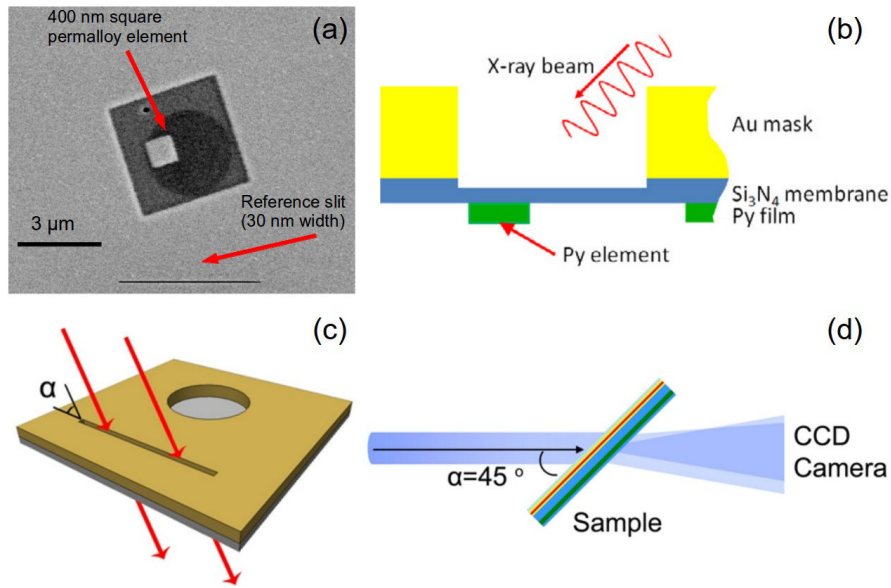 400 nm square
permalloy element
(a)
Reference slit
(30 nm width)
3 µm
(b)
X-ray beam
Au mask
Si₃N₄ membrane
Py film
Py element
(c)
α
(d)
α=45 °
CCD
Camera
Sample